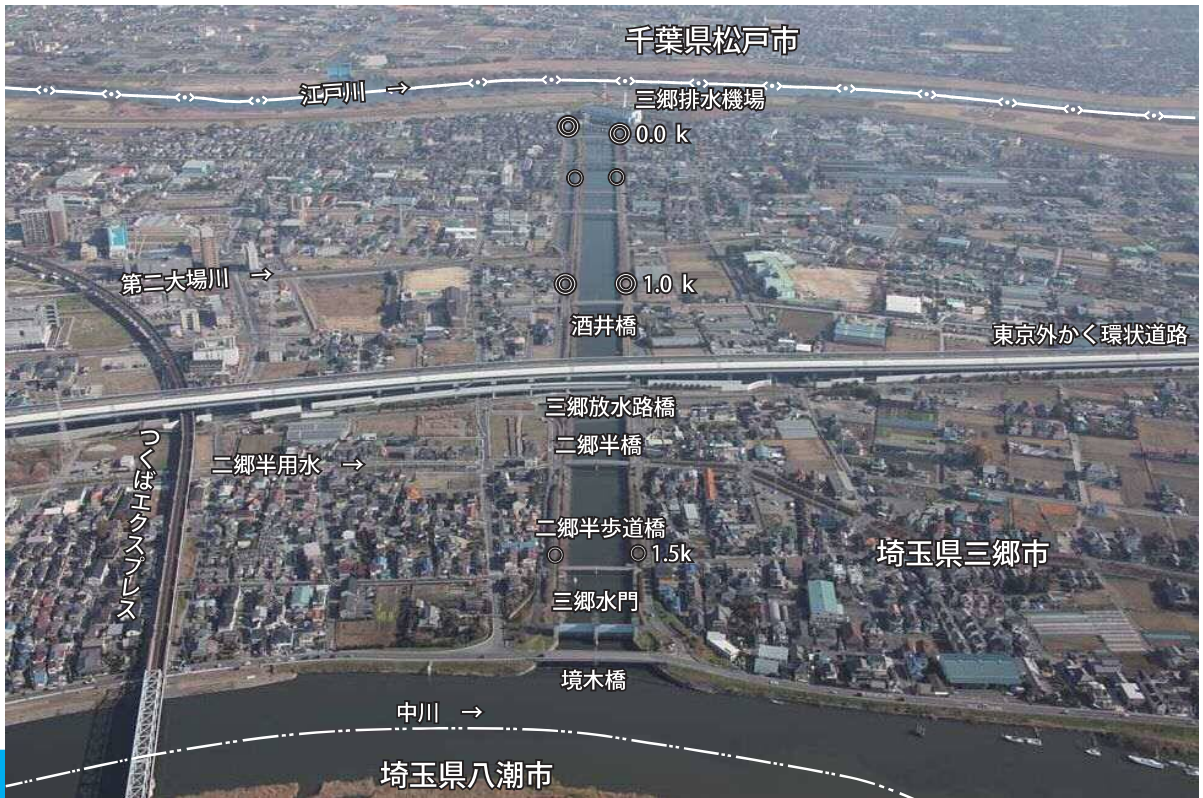 千葉県松戸市
江戸川 →
三郷排水機場
0.0 k
第二大場川 →
1.0 k
酒井橋
東京外かく環状道路
三郷放水路橋
つくばエクスプレス
二郷半橋
二郷半用水 →
二郷半歩道橋
1.5k
埼玉県三郷市
三郷水門
境木橋
中川 →
埼玉県八潮市